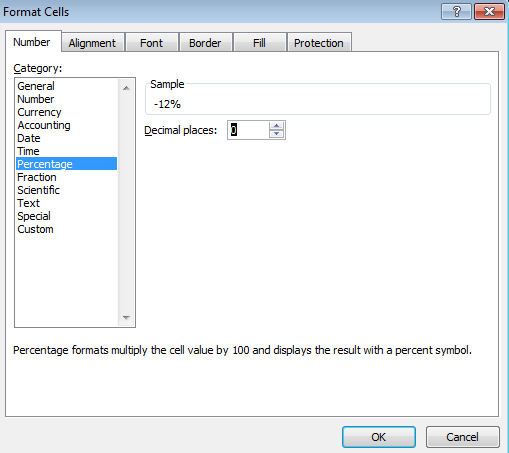 Format Cells
Number Alignment Font Border Fill Protection
Category:
General
Number
Currency
Accounting
Date
Time
Percentage
Fraction
Scientific
Text
Special
Custom
Sample
-12%
Decimal places: 0
Percentage formats multiply the cell value by 100 and displays the result with a percent symbol.
OK Cancel